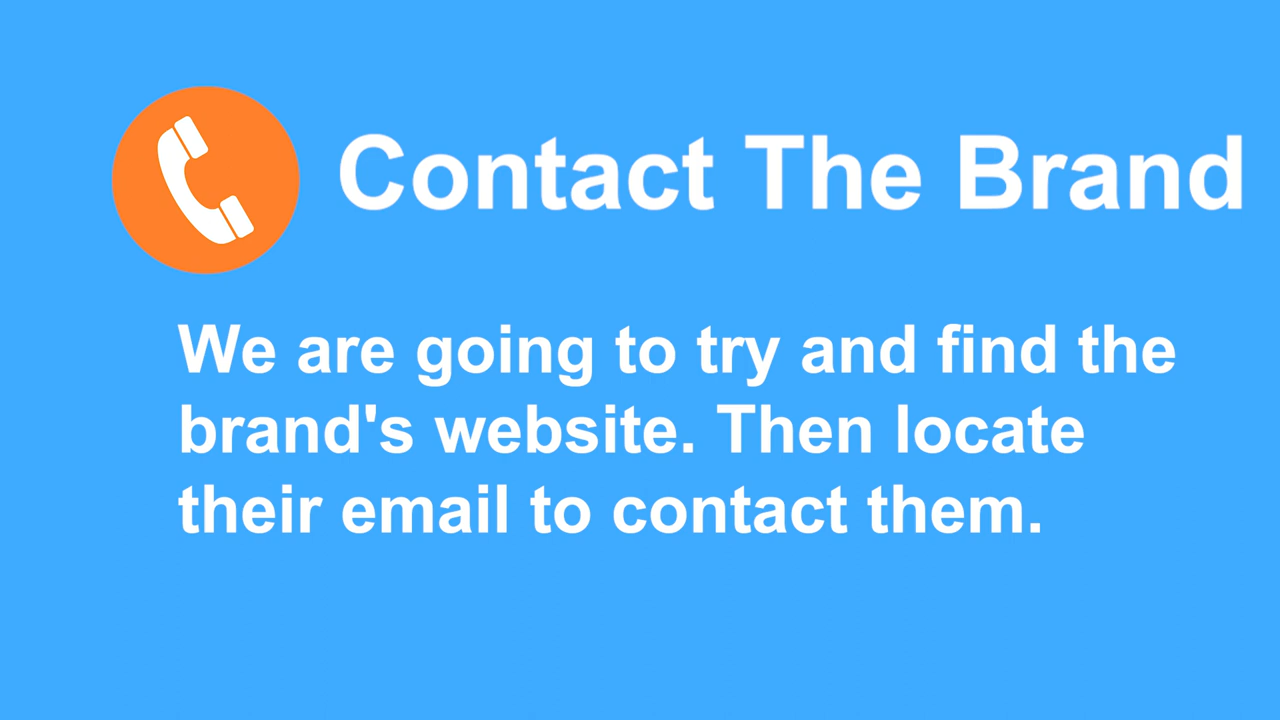 Contact The Brand
We are going to try and find the
brand's website. Then locate
their email to contact them.